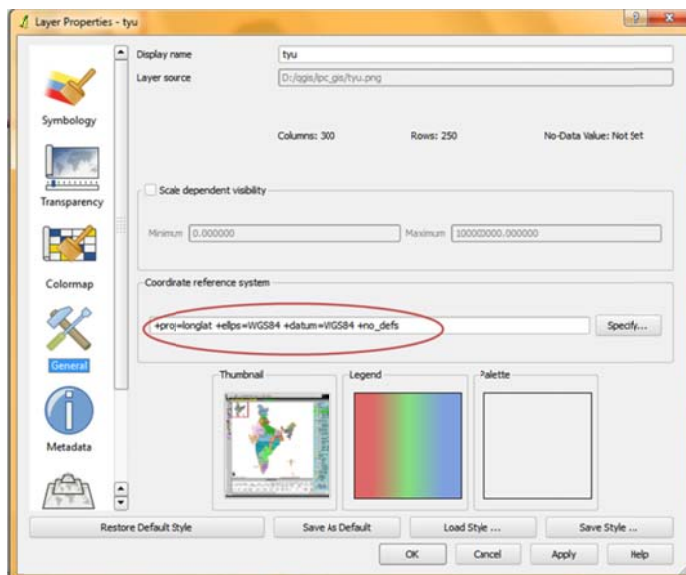 Layer Properties - tyu
Display name
tyu
Layer source
D:/qgis/ipc_gis/tyu.png
Columns: 300 Rows: 250 No-Data Value: Not Set
Symbology
Transparency
Scale dependent visibility
Minimum 0.000000 Maximum 100000000.000000
Colormap
Coordinate reference system
+proj=longlat +ellps=WGS84 +datum=WGS84 +no_defs
Specify...
General
Thumbnail Legend Palette
Metadata
Restore Default Style Save As Default Load Style ... Save Style ...
OK Cancel Apply Help